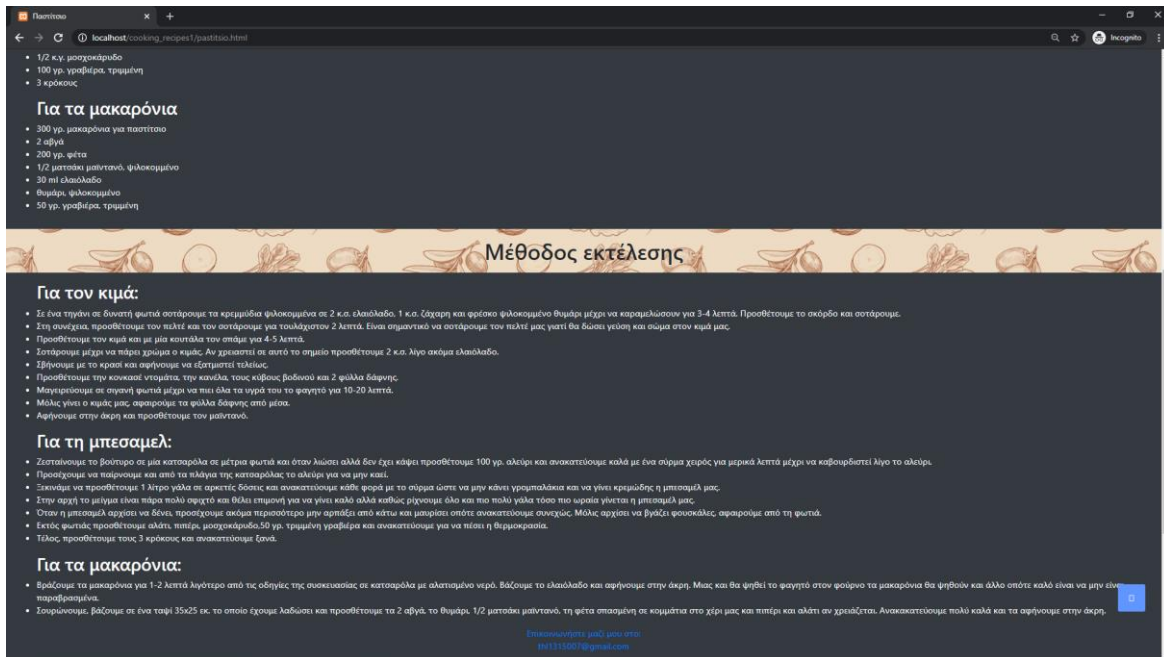 Παστίτσιο
localhost/cooking_recipes1/pastitsio.html
Incognito
1/2 κ.γ. μοσχοκάρυδο
100 γρ. γραβιέρα, τριμμένη
3 κρόκους
Για τα μακαρόνια
300 γρ. μακαρόνια για παστίτσιο
2 αβγά
200 γρ. φέτα
1/2 ματσάκι μαϊντανό, ψιλοκομμένο
30 ml ελαιόλαδο
θυμάρι, ψιλοκομμένο
50 γρ. γραβιέρα, τριμμένη
Μέθοδος εκτέλεσης
Για τον κιμά:
Σε ένα τηγάνι σε δυνατή φωτιά σοτάρουμε τα κρεμμύδια ψιλοκομμένα σε 2 κ.σ. ελαιόλαδο, 1 κ.σ. ζάχαρη και φρέσκο ψιλοκομμένο θυμάρι μέχρι να καραμελώσουν για 3-4 λεπτά. Προσθέτουμε το σκόρδο και σοτάρουμε.
Στη συνέχεια, προσθέτουμε τον πελτέ και τον σοτάρουμε για τουλάχιστον 2 λεπτά. Είναι σημαντικό να σοτάρουμε τον πελτέ μας γιατί θα δώσει γεύση και σώμα στον κιμά μας.
Προσθέτουμε τον κιμά και με μία κουτάλα τον σπάμε για 4-5 λεπτά.
Σοτάρουμε μέχρι να πάρει χρώμα ο κιμάς. Αν χρειαστεί σε αυτό το σημείο προσθέτουμε 2 κ.σ. λίγο ακόμα ελαιόλαδο.
Σβήνουμε με το κρασί και αφήνουμε να εξατμιστεί τελείως.
Προσθέτουμε την κονκασέ ντομάτα, την κανέλα, τους κύβους βοδινού και 2 φύλλα δάφνης.
Μαγειρεύουμε σε σιγανή φωτιά μέχρι να πιει όλα τα υγρά του το φαγητό για 10-20 λεπτά.
Μόλις γίνει ο κιμάς μας, αφαιρούμε τα φύλλα δάφνης από μέσα.
Αφήνουμε στην άκρη και προσθέτουμε τον μαϊντανό.
Για τη μπεσαμελ:
Ζεσταίνουμε το βούτυρο σε μία κατσαρόλα σε μέτρια φωτιά και όταν λιώσει αλλά δεν έχει κάψει προσθέτουμε 100 γρ. αλεύρι και ανακατεύουμε καλά με ένα σύρμα χειρός για μερικά λεπτά μέχρι να καβουρδιστεί λίγο το αλεύρι.
Προσέχουμε να παίρνουμε και από τα πλάγια της κατσαρόλας το αλεύρι για να μην καεί.
Ξεκινάμε να προσθέτουμε 1 λίτρο γάλα σε αρκετές δόσεις και ανακατεύουμε κάθε φορά με το σύρμα ώστε να μην κάνει γρομπαλάκια και να γίνει κρεμώδης η μπεσαμέλ μας.
Στην αρχή το μείγμα είναι πάρα πολύ σφιχτό και θέλει επιμονή για να γίνει καλό αλλά καθώς ρίχνουμε όλο και πιο πολύ γάλα τόσο πιο ωραία γίνεται η μπεσαμέλ μας.
Όταν η μπεσαμέλ αρχίσει να δένει, προσέχουμε ακόμα περισσότερο μην αρπάξει από κάτω και μαυρίσει οπότε ανακατεύουμε συνεχώς. Μόλις αρχίσει να βγάζει φουσκάλες, αφαιρούμε από τη φωτιά.
Εκτός φωτιάς προσθέτουμε αλάτι, πιπέρι, μοσχοκάρυδο,50 γρ. τριμμένη γραβιέρα και ανακατεύουμε για να πέσει η θερμοκρασία.
Τέλος, προσθέτουμε τους 3 κρόκους και ανακατεύουμε ξανά.
Για τα μακαρόνια:
Βράζουμε τα μακαρόνια για 1-2 λεπτά λιγότερο από τις οδηγίες της συσκευασίας σε κατσαρόλα με αλατισμένο νερό. Βάζουμε το ελαιόλαδο και αφήνουμε στην άκρη. Μιας και θα ψηθεί το φαγητό στον φούρνο τα μακαρόνια θα ψηθούν και άλλο οπότε καλό είναι να μην είναι
παραβρασμένα.
Σουρώνουμε, βάζουμε σε ένα ταψί 35x25 εκ. το οποίο έχουμε λαδώσει και προσθέτουμε τα 2 αβγά, το θυμάρι, 1/2 ματσάκι μαϊντανό, τη φέτα σπασμένη σε κομμάτια στο χέρι μας και πιπέρι και αλάτι αν χρειάζεται. Ανακακατεύουμε πολύ καλά και τα αφήνουμε στην άκρη.
Επικοινωνήστε μαζί μου στο:
thl1315007@gmail.com